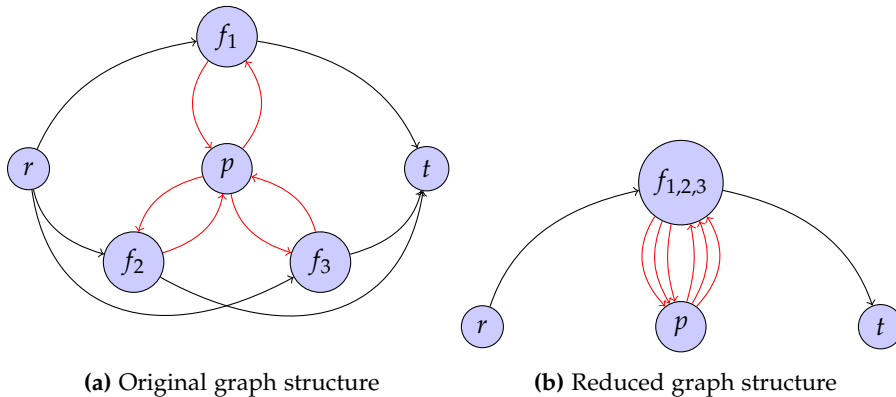 f₁
r
p
t
f₂
f₃
(a) Original graph structure
f₁,₂,₃
r
p
t
(b) Reduced graph structure